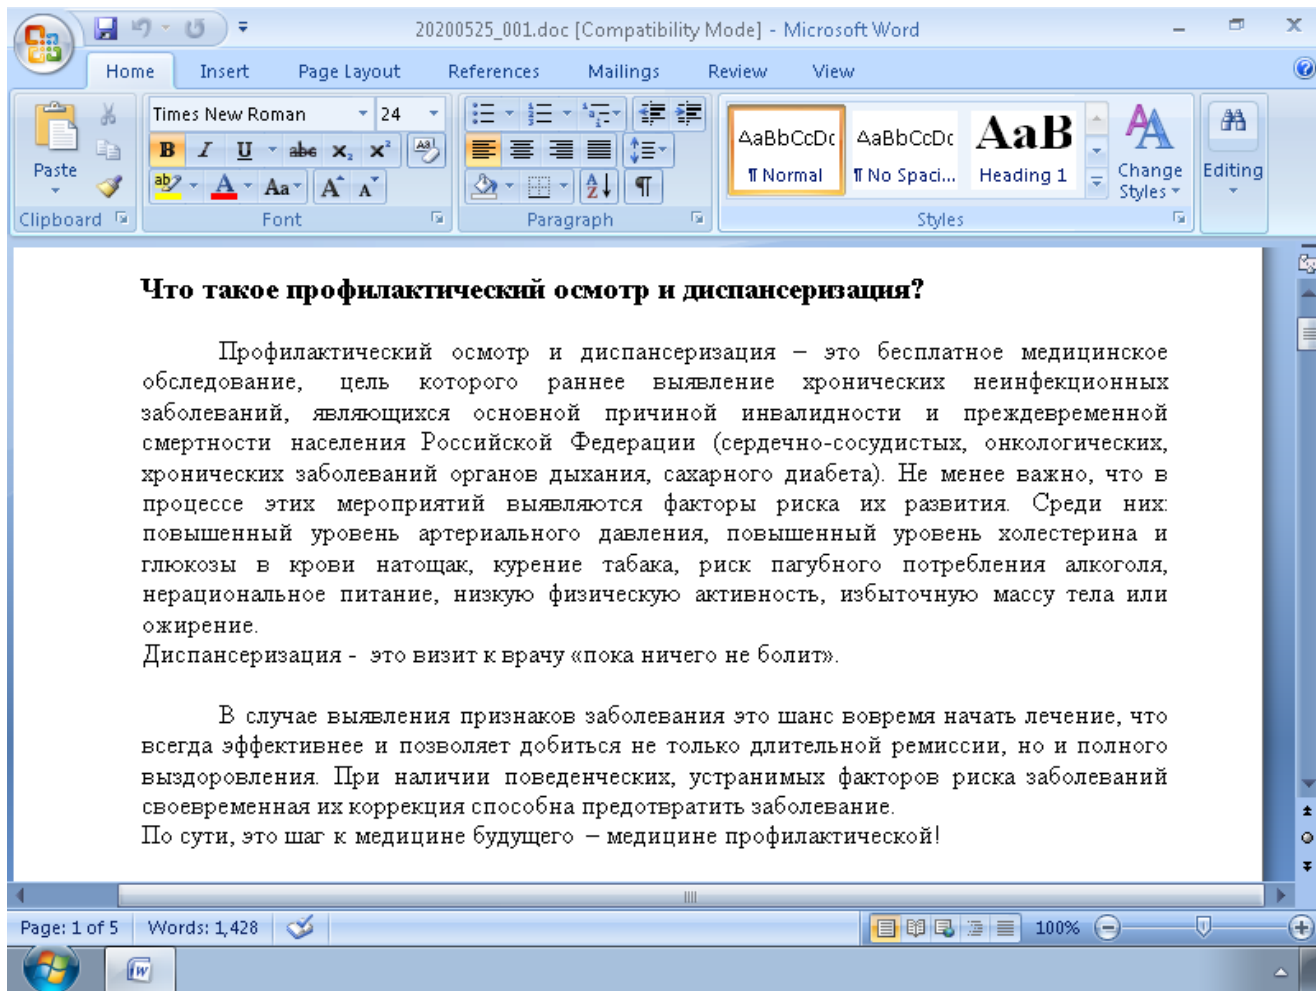 20200525_001.doc [Compatibility Mode] - Microsoft Word
Home Insert Page Layout References Mailings Review View
Times New Roman 24
Paste
B I U abe X₂ X²
ab A Aa A A
AaBbCcDc AaBbCcDc AaB
¶ Normal ¶ No Spaci... Heading 1
Change Styles
Editing
Clipboard Font Paragraph Styles
Что такое профилактический осмотр и диспансеризация?
Профилактический осмотр и диспансеризация – это бесплатное медицинское
обследование, цель которого раннее выявление хронических неинфекционных
заболеваний, являющихся основной причиной инвалидности и преждевременной
смертности населения Российской Федерации (сердечно-сосудистых, онкологических,
хронических заболеваний органов дыхания, сахарного диабета). Не менее важно, что в
процессе этих мероприятий выявляются факторы риска их развития. Среди них:
повышенный уровень артериального давления, повышенный уровень холестерина и
глюкозы в крови натощак, курение табака, риск пагубного потребления алкоголя,
нерациональное питание, низкую физическую активность, избыточную массу тела или
ожирение.
Диспансеризация - это визит к врачу «пока ничего не болит».
В случае выявления признаков заболевания это шанс вовремя начать лечение, что
всегда эффективнее и позволяет добиться не только длительной ремиссии, но и полного
выздоровления. При наличии поведенческих, устранимых факторов риска заболеваний
своевременная их коррекция способна предотвратить заболевание.
По сути, это шаг к медицине будущего – медицине профилактической!
Page: 1 of 5 Words: 1,428 100%